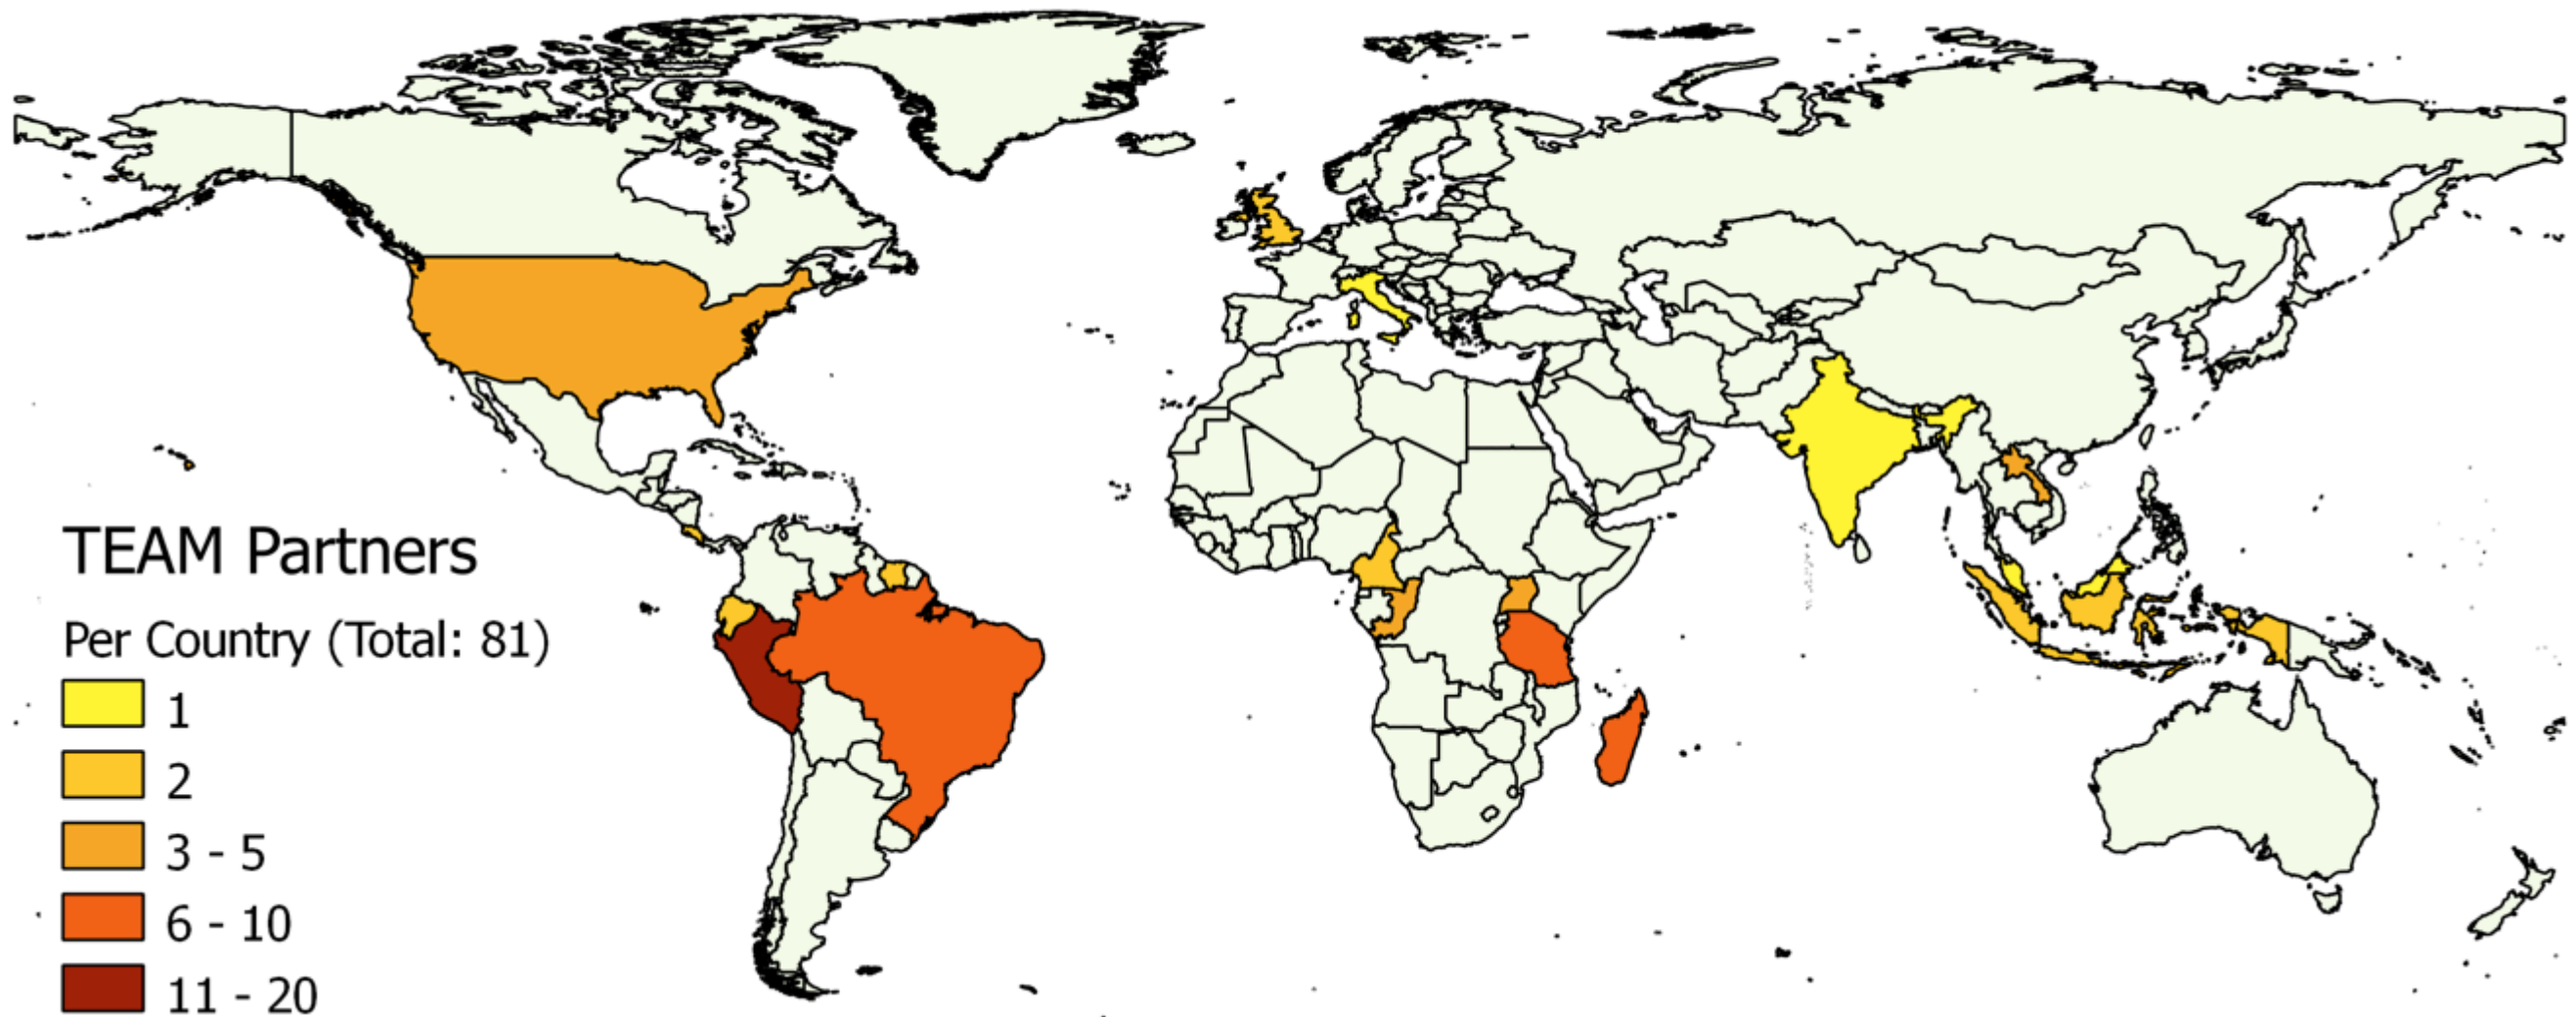 TEAM Partners
Per Country (Total: 81)
1
2
3 - 5
6 - 10
11 - 20